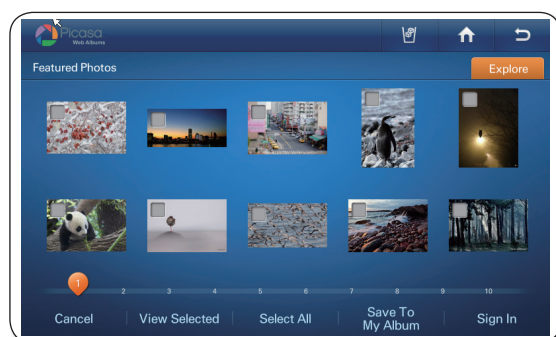 Picasa
Web Albums
Featured Photos
Explore
1 2 3 4 5 6 7 8 9 10
Cancel
View Selected
Select All
Save To
My Album
Sign In